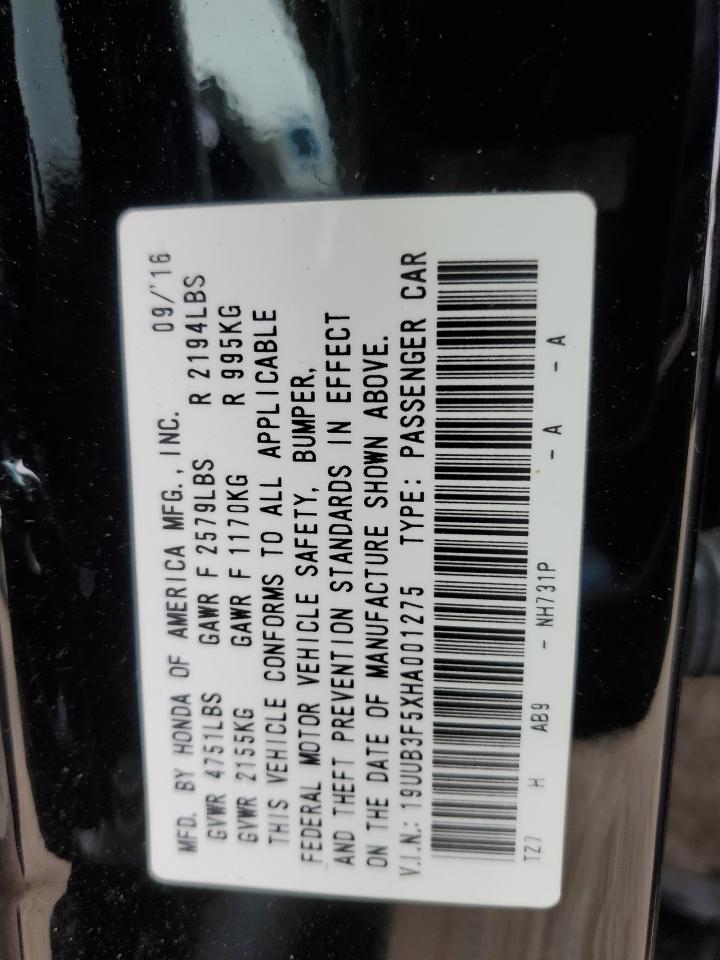 MFD. BY HONDA OF AMERICA MFG., INC. 09/'16
GVWR 4751LBS GAWR F 2579LBS R 2194LBS
GVWR 2155KG GAWR F 1170KG R 995KG
THIS VEHICLE CONFORMS TO ALL APPLICABLE
FEDERAL MOTOR VEHICLE SAFETY, BUMPER,
AND THEFT PREVENTION STANDARDS IN EFFECT
ON THE DATE OF MANUFACTURE SHOWN ABOVE.
V.I.N.: 19UUB3F5XHA001275 TYPE: PASSENGER CAR
TZ7 H AB9 - NH731P - A - A